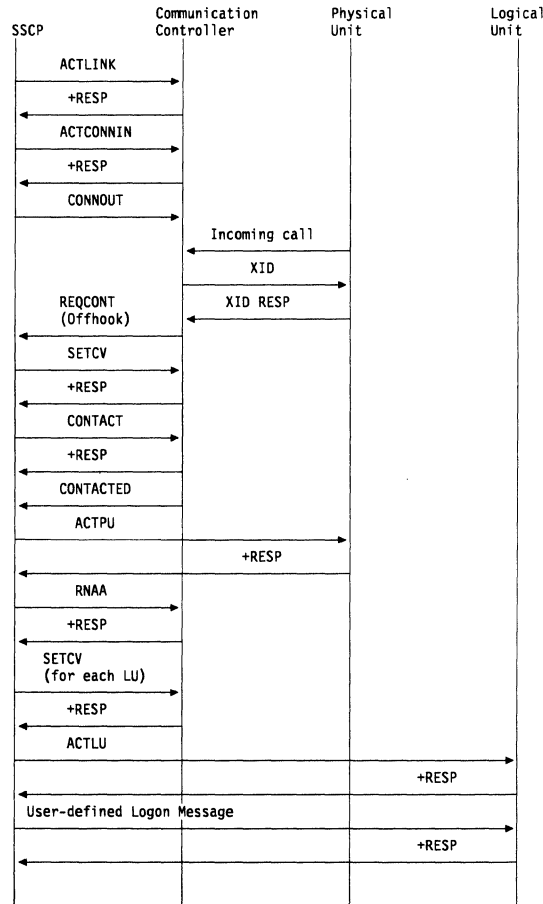 SSCP
Communication
Controller
Physical
Unit
Logical
Unit
ACTLINK
+RESP
ACTCONNIN
+RESP
CONNOUT
Incoming call
XID
REQCONT
(Offhook)
XID RESP
SETCV
+RESP
CONTACT
+RESP
CONTACTED
ACTPU
+RESP
RNAA
+RESP
SETCV
(for each LU)
+RESP
ACTLU
+RESP
User-defined Logon Message
+RESP